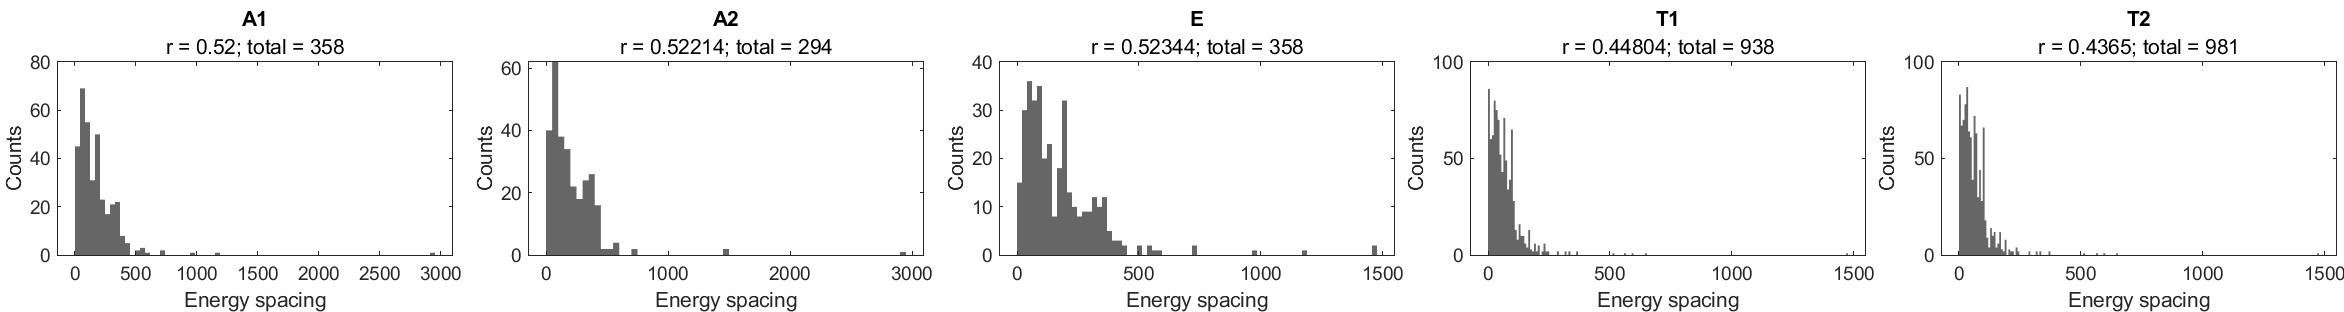 A1
r = 0.52; total = 358
80
60
40
20
0
Counts
0 500 1000 1500 2000 2500 3000
Energy spacing
A2
r = 0.52214; total = 294
60
40
20
0
Counts
0 1000 2000 3000
Energy spacing
E
r = 0.52344; total = 358
40
30
20
10
0
Counts
0 500 1000 1500
Energy spacing
T1
r = 0.44804; total = 938
100
50
0
Counts
0 500 1000 1500
Energy spacing
T2
r = 0.4365; total = 981
100
50
0
Counts
0 500 1000 1500
Energy spacing